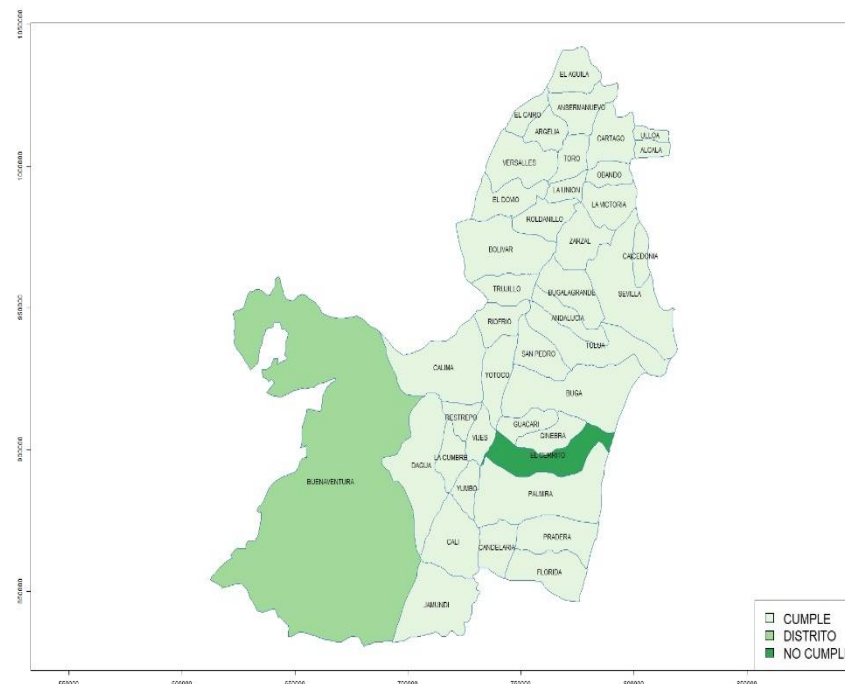 EL AGUILA
ANSERMANUEVO
EL CAIRO
ARGELIA
CARTAGO
ULLOA
ALCALA
VERSALLES
TORO
OBANDO
LA UNION
EL DOVIO
LA VICTORIA
ROLDANILLO
ZARZAL
BOLIVAR
CAICEDONIA
TRUJILLO
BUGALAGRANDE
SEVILLA
RIOFRIO
ANDALUCIA
TULUA
SAN PEDRO
CALIMA
YOTOCO
BUGA
RESTREPO
GUACARI
VIJES
GINEBRA
EL CERRITO
LA CUMBRE
DAGUA
BUENAVENTURA
YUMBO
PALMIRA
CALI
CANDELARIA
PRADERA
FLORIDA
JAMUNDI
CUMPLE
DISTRITO
NO CUMPLE